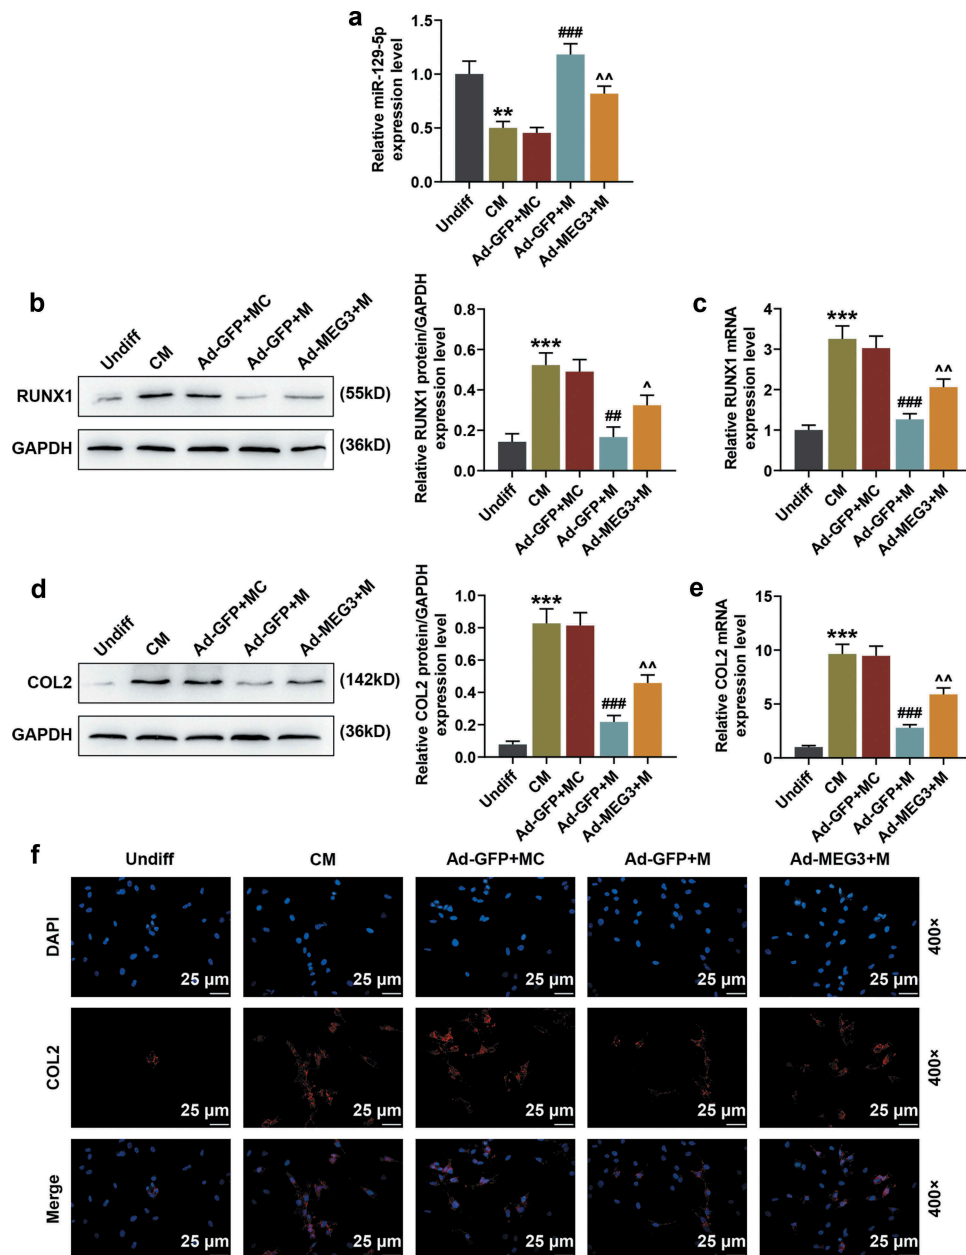 a
Relative miR-129-5p
expression level
1.5
1.0
0.5
0.0
**
###
^^
Undiff
CM
Ad-GFP+MC
Ad-GFP+M
Ad-MEG3+M
b
Undiff
CM
Ad-GFP+MC
Ad-GFP+M
Ad-MEG3+M
RUNX1
(55kD)
GAPDH
(36kD)
Relative RUNX1 protein/GAPDH
expression level
0.8
0.6
0.4
0.2
0.0
***
##
^
Undiff
CM
Ad-GFP+MC
Ad-GFP+M
Ad-MEG3+M
c
Relative RUNX1 mRNA
expression level
4
3
2
1
0
***
###
^^
Undiff
CM
Ad-GFP+MC
Ad-GFP+M
Ad-MEG3+M
d
Undiff
CM
Ad-GFP+MC
Ad-GFP+M
Ad-MEG3+M
COL2
(142kD)
GAPDH
(36kD)
Relative COL2 protein/GAPDH
expression level
1.0
0.8
0.6
0.4
0.2
0.0
***
###
^^
Undiff
CM
Ad-GFP+MC
Ad-GFP+M
Ad-MEG3+M
e
Relative COL2 mRNA
expression level
15
10
5
0
***
###
^^
Undiff
CM
Ad-GFP+MC
Ad-GFP+M
Ad-MEG3+M
f
Undiff
CM
Ad-GFP+MC
Ad-GFP+M
Ad-MEG3+M
DAPI
25 µm
25 µm
25 µm
25 µm
25 µm
400×
COL2
25 µm
25 µm
25 µm
25 µm
25 µm
400×
Merge
25 µm
25 µm
25 µm
25 µm
25 µm
400×